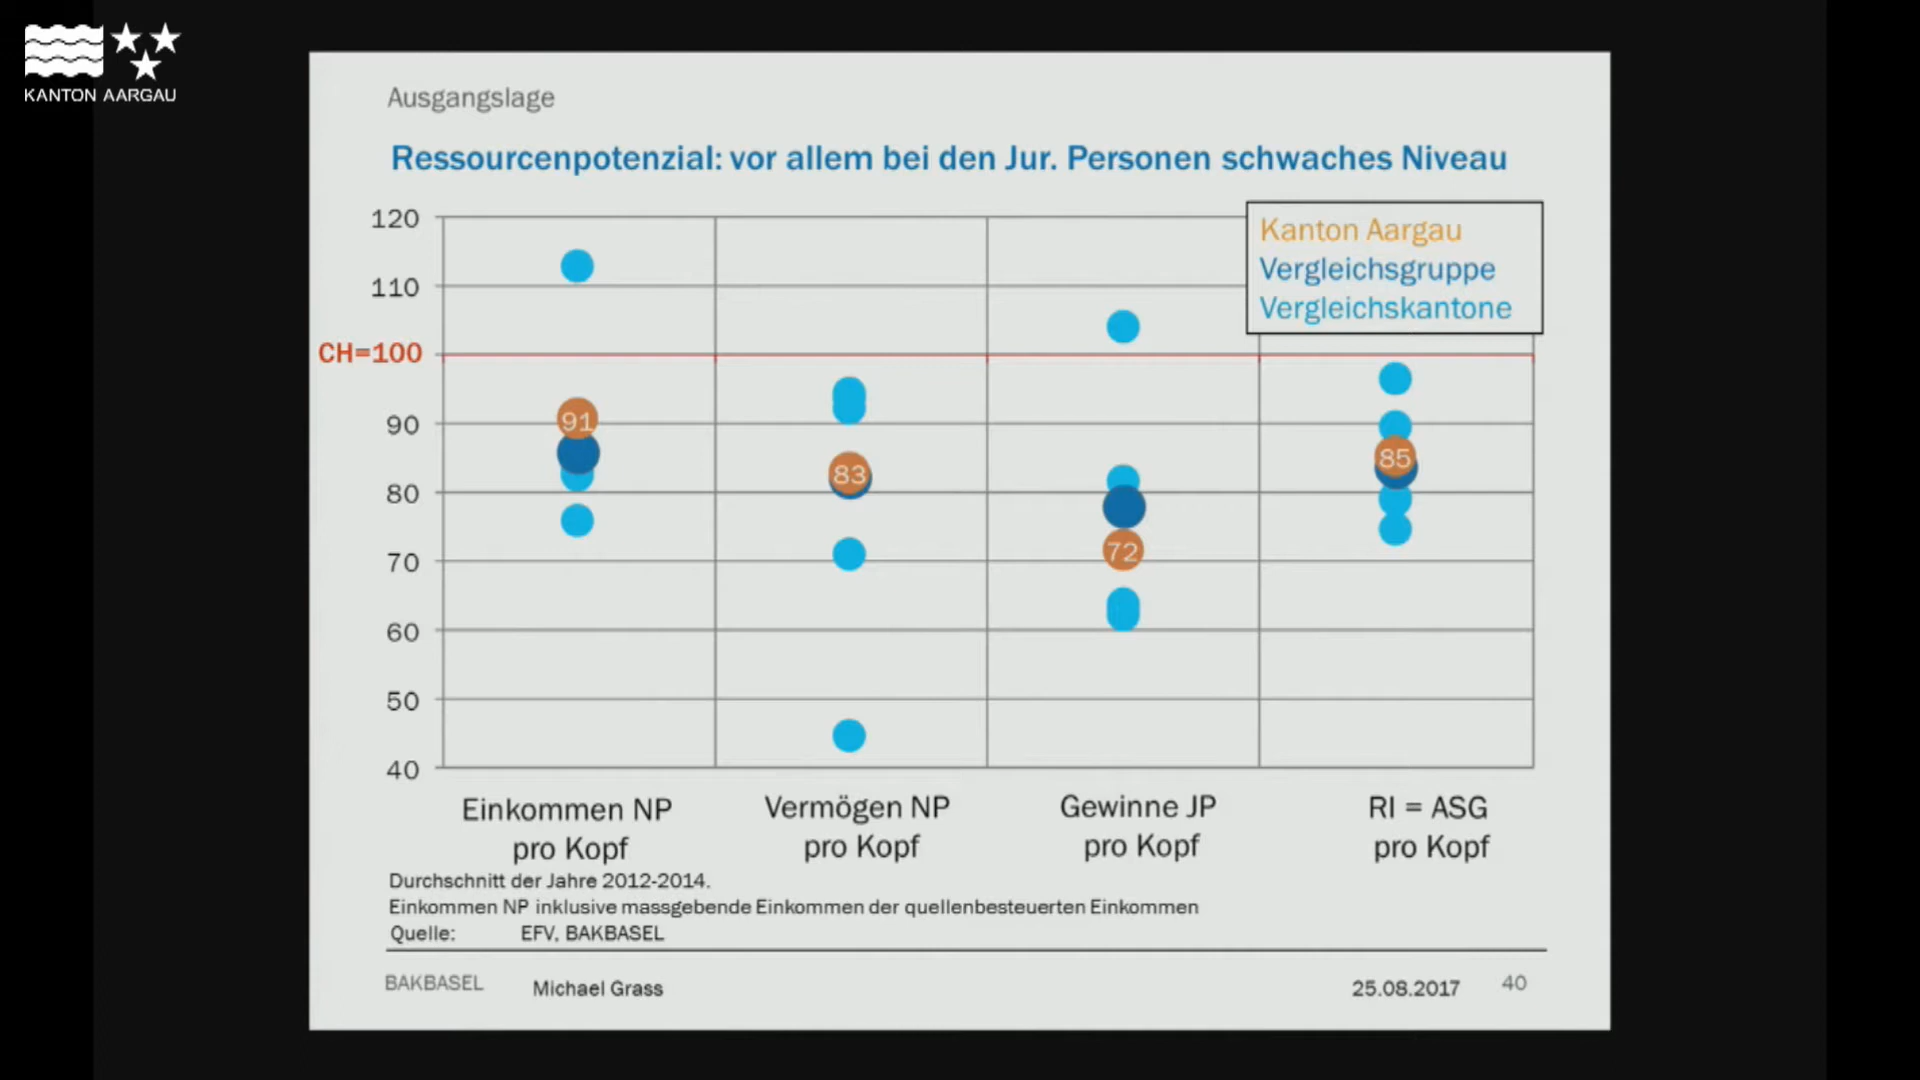 KANTON AARGAU
Ausgangslage
Ressourcenpotenzial: vor allem bei den Jur. Personen schwaches Niveau
120
110
CH=100
90
80
70
60
50
40
Kanton Aargau
Vergleichsgruppe
Vergleichskantone
91
83
72
85
Einkommen NP
pro Kopf
Vermögen NP
pro Kopf
Gewinne JP
pro Kopf
RI = ASG
pro Kopf
Durchschnitt der Jahre 2012-2014.
Einkommen NP inklusive massgebende Einkommen der quellenbesteuerten Einkommen
Quelle: EFV, BAKBASEL
BAKBASEL Michael Grass 25.08.2017 40